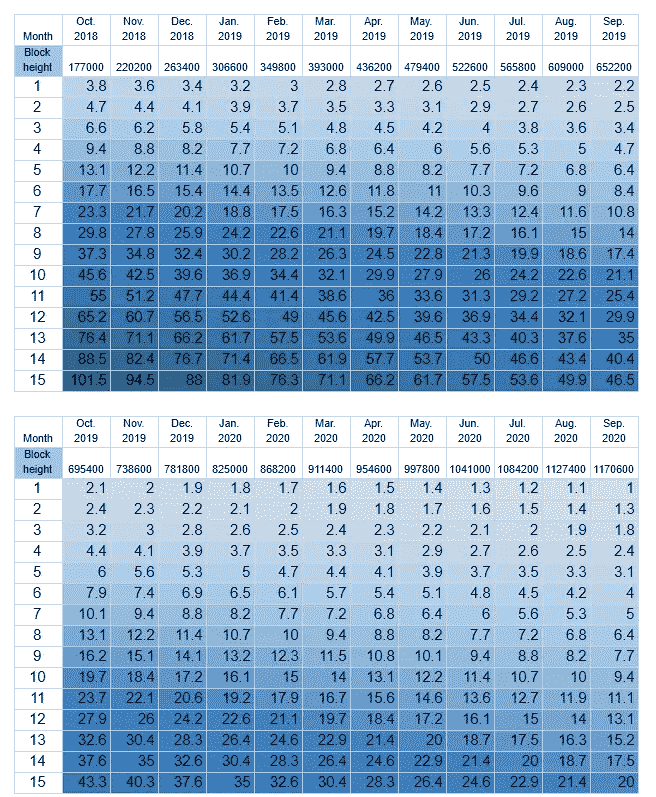 Month Oct. 2018 Nov. 2018 Dec. 2018 Jan. 2019 Feb. 2019 Mar. 2019 Apr. 2019 May. 2019 Jun. 2019 Jul. 2019 Aug. 2019 Sep. 2019
Block height 177000 220200 263400 306600 349800 393000 436200 479400 522600 565800 609000 652200
1 3.8 3.6 3.4 3.2 3 2.8 2.7 2.6 2.5 2.4 2.3 2.2
2 4.7 4.4 4.1 3.9 3.7 3.5 3.3 3.1 2.9 2.7 2.6 2.5
3 6.6 6.2 5.8 5.4 5.1 4.8 4.5 4.2 4 3.8 3.6 3.4
4 9.4 8.8 8.2 7.7 7.2 6.8 6.4 6 5.6 5.3 5 4.7
5 13.1 12.2 11.4 10.7 10 9.4 8.8 8.2 7.7 7.2 6.8 6.4
6 17.7 16.5 15.4 14.4 13.5 12.6 11.8 11 10.3 9.6 9 8.4
7 23.3 21.7 20.2 18.8 17.5 16.3 15.2 14.2 13.3 12.4 11.6 10.8
8 29.8 27.8 25.9 24.2 22.6 21.1 19.7 18.4 17.2 16.1 15 14
9 37.3 34.8 32.4 30.2 28.2 26.3 24.5 22.8 21.3 19.9 18.6 17.4
10 45.6 42.5 39.6 36.9 34.4 32.1 29.9 27.9 26 24.2 22.6 21.1
11 55 51.2 47.7 44.4 41.4 38.6 36 33.6 31.3 29.2 27.2 25.4
12 65.2 60.7 56.5 52.6 49 45.6 42.5 39.6 36.9 34.4 32.1 29.9
13 76.4 71.1 66.2 61.7 57.5 53.6 49.9 46.5 43.3 40.3 37.6 35
14 88.5 82.4 76.7 71.4 66.5 61.9 57.7 53.7 50 46.6 43.4 40.4
15 101.5 94.5 88 81.9 76.3 71.1 66.2 61.7 57.5 53.6 49.9 46.5
Month Oct. 2019 Nov. 2019 Dec. 2019 Jan. 2020 Feb. 2020 Mar. 2020 Apr. 2020 May. 2020 Jun. 2020 Jul. 2020 Aug. 2020 Sep. 2020
Block height 695400 738600 781800 825000 868200 911400 954600 997800 1041000 1084200 1127400 1170600
1 2.1 2 1.9 1.8 1.7 1.6 1.5 1.4 1.3 1.2 1.1 1
2 2.4 2.3 2.2 2.1 2 1.9 1.8 1.7 1.6 1.5 1.4 1.3
3 3.2 3 2.8 2.6 2.5 2.4 2.3 2.2 2.1 2 1.9 1.8
4 4.4 4.1 3.9 3.7 3.5 3.3 3.1 2.9 2.7 2.6 2.5 2.4
5 6 5.6 5.3 5 4.7 4.4 4.1 3.9 3.7 3.5 3.3 3.1
6 7.9 7.4 6.9 6.5 6.1 5.7 5.4 5.1 4.8 4.5 4.2 4
7 10.1 9.4 8.8 8.2 7.7 7.2 6.8 6.4 6 5.6 5.3 5
8 13.1 12.2 11.4 10.7 10 9.4 8.8 8.2 7.7 7.2 6.8 6.4
9 16.2 15.1 14.1 13.2 12.3 11.5 10.8 10.1 9.4 8.8 8.2 7.7
10 19.7 18.4 17.2 16.1 15 14 13.1 12.2 11.4 10.7 10 9.4
11 23.7 22.1 20.6 19.2 17.9 16.7 15.6 14.6 13.6 12.7 11.9 11.1
12 27.9 26 24.2 22.6 21.1 19.7 18.4 17.2 16.1 15 14 13.1
13 32.6 30.4 28.3 26.4 24.6 22.9 21.4 20 18.7 17.5 16.3 15.2
14 37.6 35 32.6 30.4 28.3 26.4 24.6 22.9 21.4 20 18.7 17.5
15 43.3 40.3 37.6 35 32.6 30.4 28.3 26.4 24.6 22.9 21.4 20